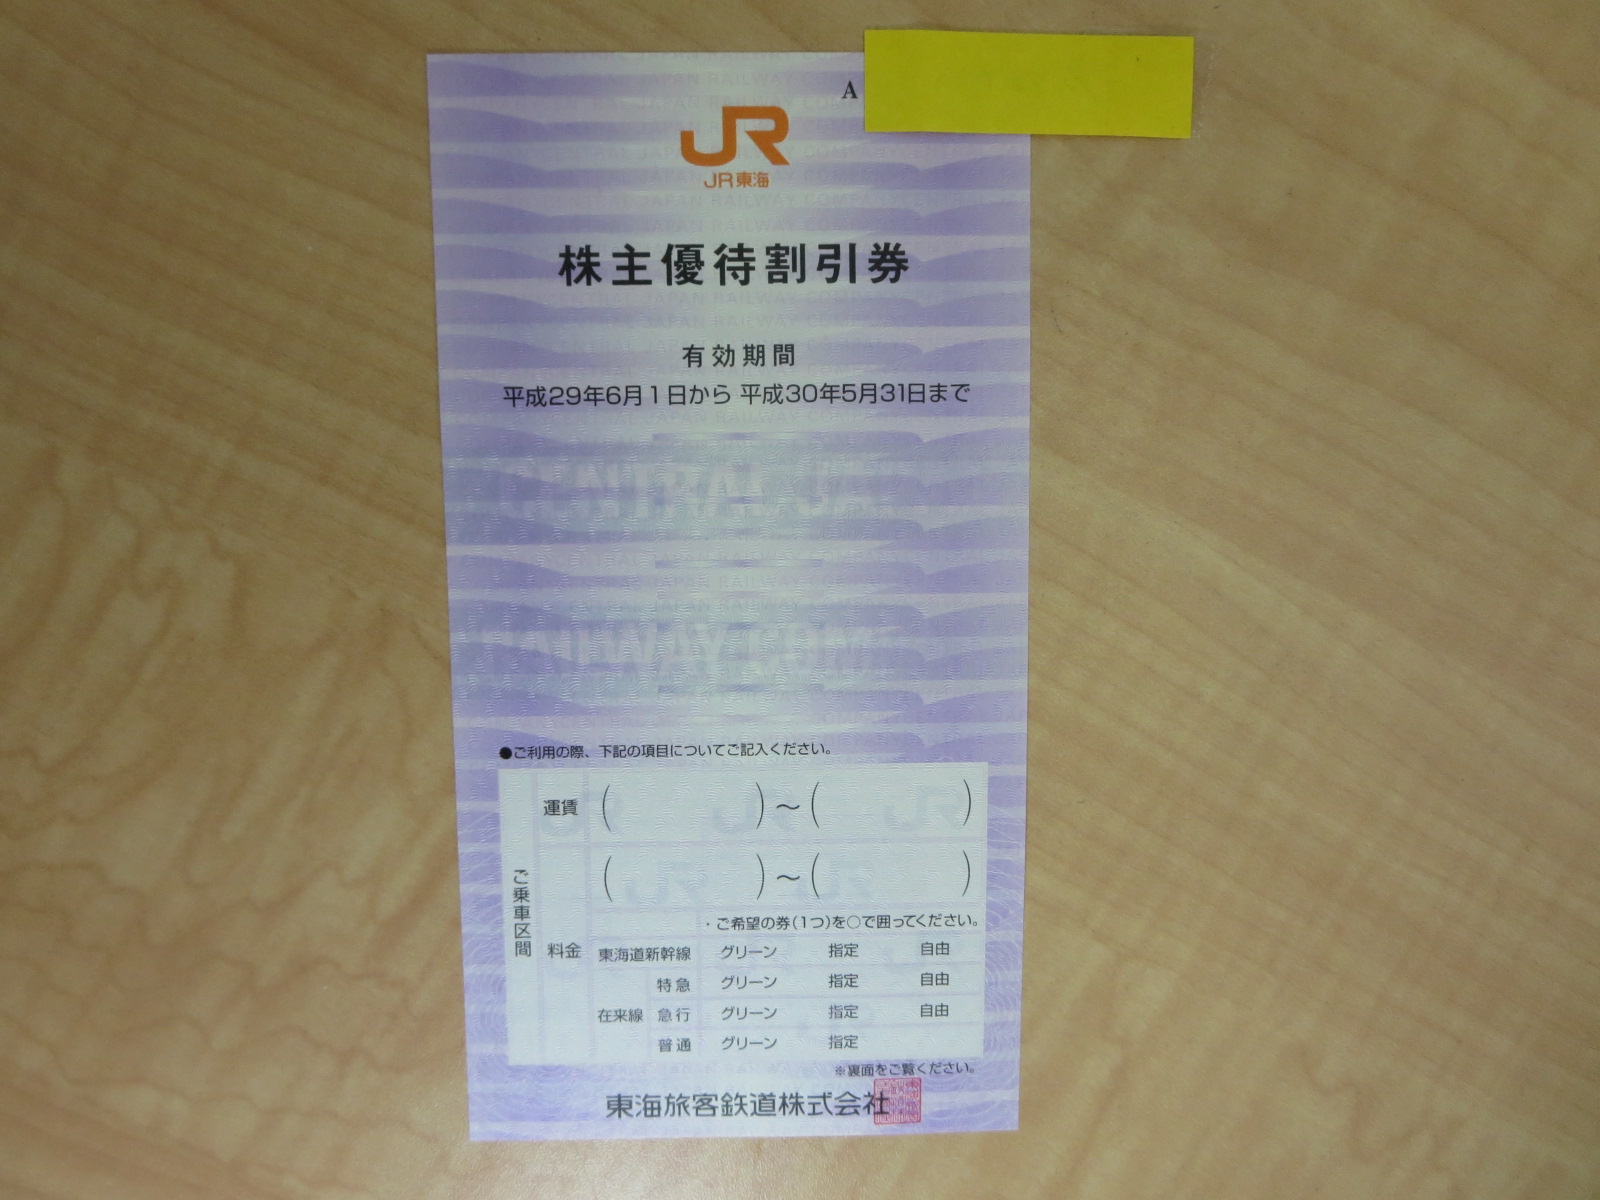 A
JR
JR東海
株主優待割引券
有効期間
平成29年6月1日から 平成30年5月31日まで
●ご利用の際、下記の項目についてご記入ください。
ご乗車区間
運賃 ( ) ～ ( )
料金 ( ) ～ ( )
・ご希望の券(1つ)を○で囲ってください。
東海道新幹線 グリーン 指定 自由
在来線 特急 グリーン 指定 自由
急行 グリーン 指定 自由
普通 グリーン 指定
※裏面をご覧ください。
東海旅客鉄道株式会社